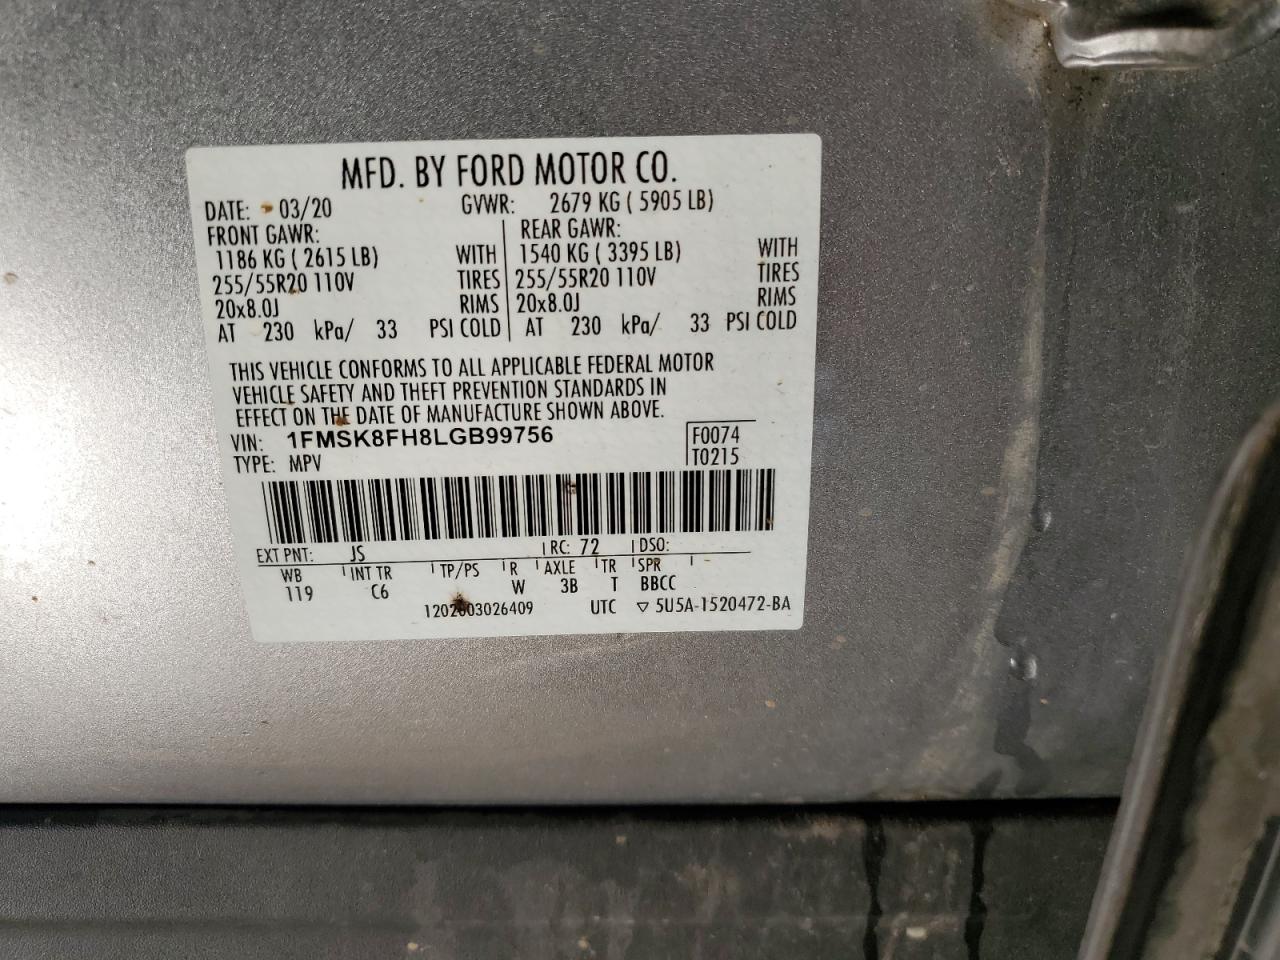 MFD. BY FORD MOTOR CO.
DATE: 03/20 GVWR: 2679 KG ( 5905 LB)
FRONT GAWR: REAR GAWR:
1186 KG ( 2615 LB) WITH 1540 KG ( 3395 LB) WITH
255/55R20 110V TIRES 255/55R20 110V TIRES
20x8.0J RIMS 20x8.0J RIMS
AT 230 kPa/ 33 PSI COLD AT 230 kPa/ 33 PSI COLD
THIS VEHICLE CONFORMS TO ALL APPLICABLE FEDERAL MOTOR
VEHICLE SAFETY AND THEFT PREVENTION STANDARDS IN
EFFECT ON THE DATE OF MANUFACTURE SHOWN ABOVE.
VIN: 1FMSK8FH8LGB99756 F0074
TYPE: MPV T0215
EXT PNT: JS RC: 72 DSO:
WB INT TR TP/PS R AXLE TR SPR
119 C6 W 3B T BBCC
1202003026409 UTC ▽ 5U5A-1520472-BA